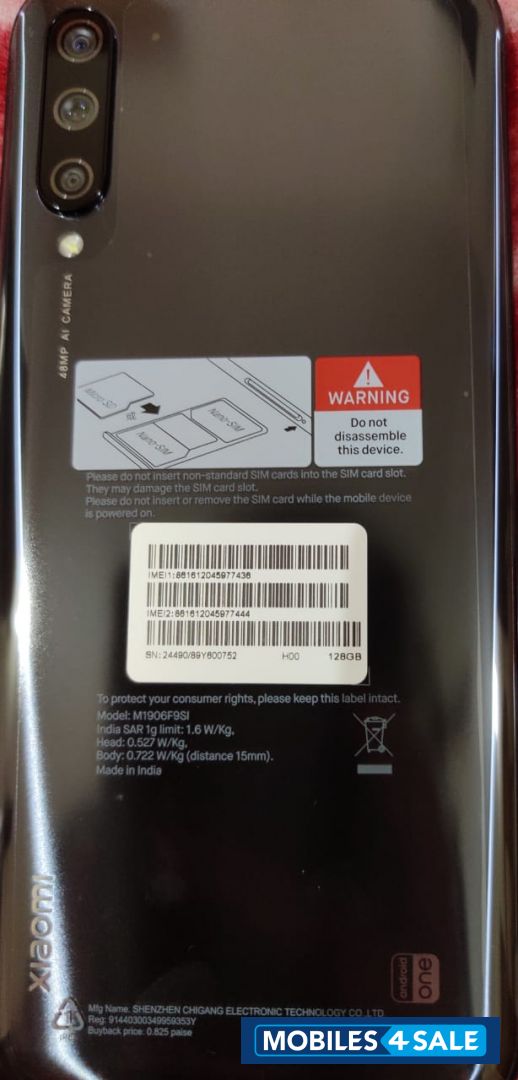 48MP AI CAMERA
Micro SD
Nano-SIM
Nano-SIM
WARNING
Do not
disassemble
this device.
Please do not insert non-standard SIM cards into the SIM card slot.
They may damage the SIM card slot.
Please do not insert or remove the SIM card while the mobile device
is powered on.
IMEI1:861612045977436
IMEI2:861612045977444
SN:24490/89Y600752 H00 128GB
To protect your consumer rights, please keep this label intact.
Model: M1906F9SI
India SAR 1g limit: 1.6 W/Kg,
Head: 0.527 W/Kg,
Body: 0.722 W/Kg (distance 15mm).
Made in India
xiaomi
android
one
Mfg Name. SHENZHEN CHIGANG ELECTRONIC TECHNOLOGY CO.,LTD.
Reg: 91440300349959353Y
Buyback price: 0.825 paise
MOBILES 4 SALE